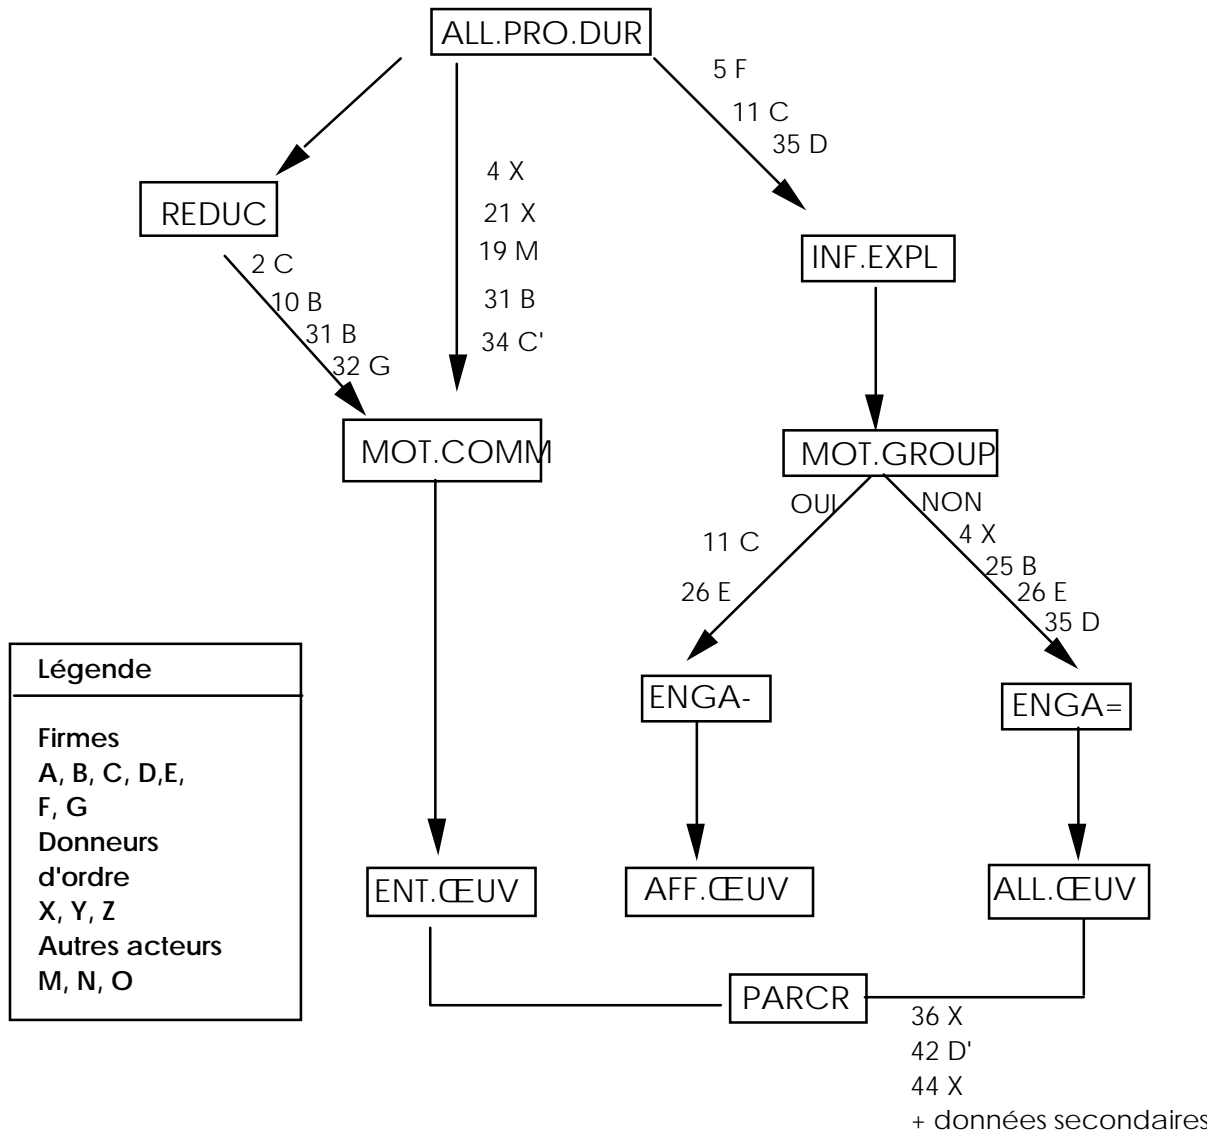 ALL.PRO.DUR
5 F
11 C
35 D
4 X
21 X
19 M
31 B
34 C'
REDUC
2 C
10 B
31 B
32 G
INF.EXPL
MOT.COMM
MOT.GROUP
OUI
NON
11 C
26 E
4 X
25 B
26 E
35 D
ENGA-
ENGA=
Légende
Firmes
A, B, C, D,E,
F, G
Donneurs
d'ordre
X, Y, Z
Autres acteurs
M, N, O
ENT.ŒUV
AFF.ŒUV
ALL.ŒUV
PARCR
36 X
42 D'
44 X
+ données secondaires